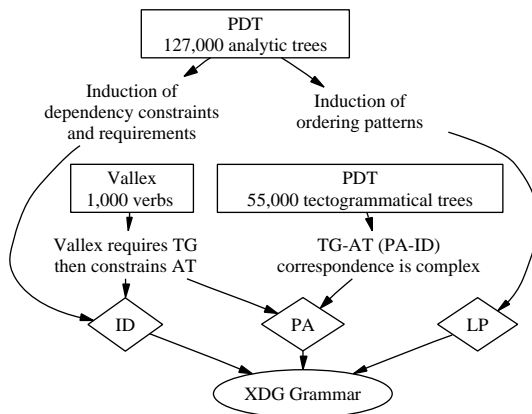 PDT
127,000 analytic trees
Induction of
dependency constraints
and requirements
Induction of
ordering patterns
Vallex
1,000 verbs
PDT
55,000 tectogrammatical trees
Vallex requires TG
then constrains AT
TG-AT (PA-ID)
correspondence is complex
ID
PA
LP
XDG Grammar